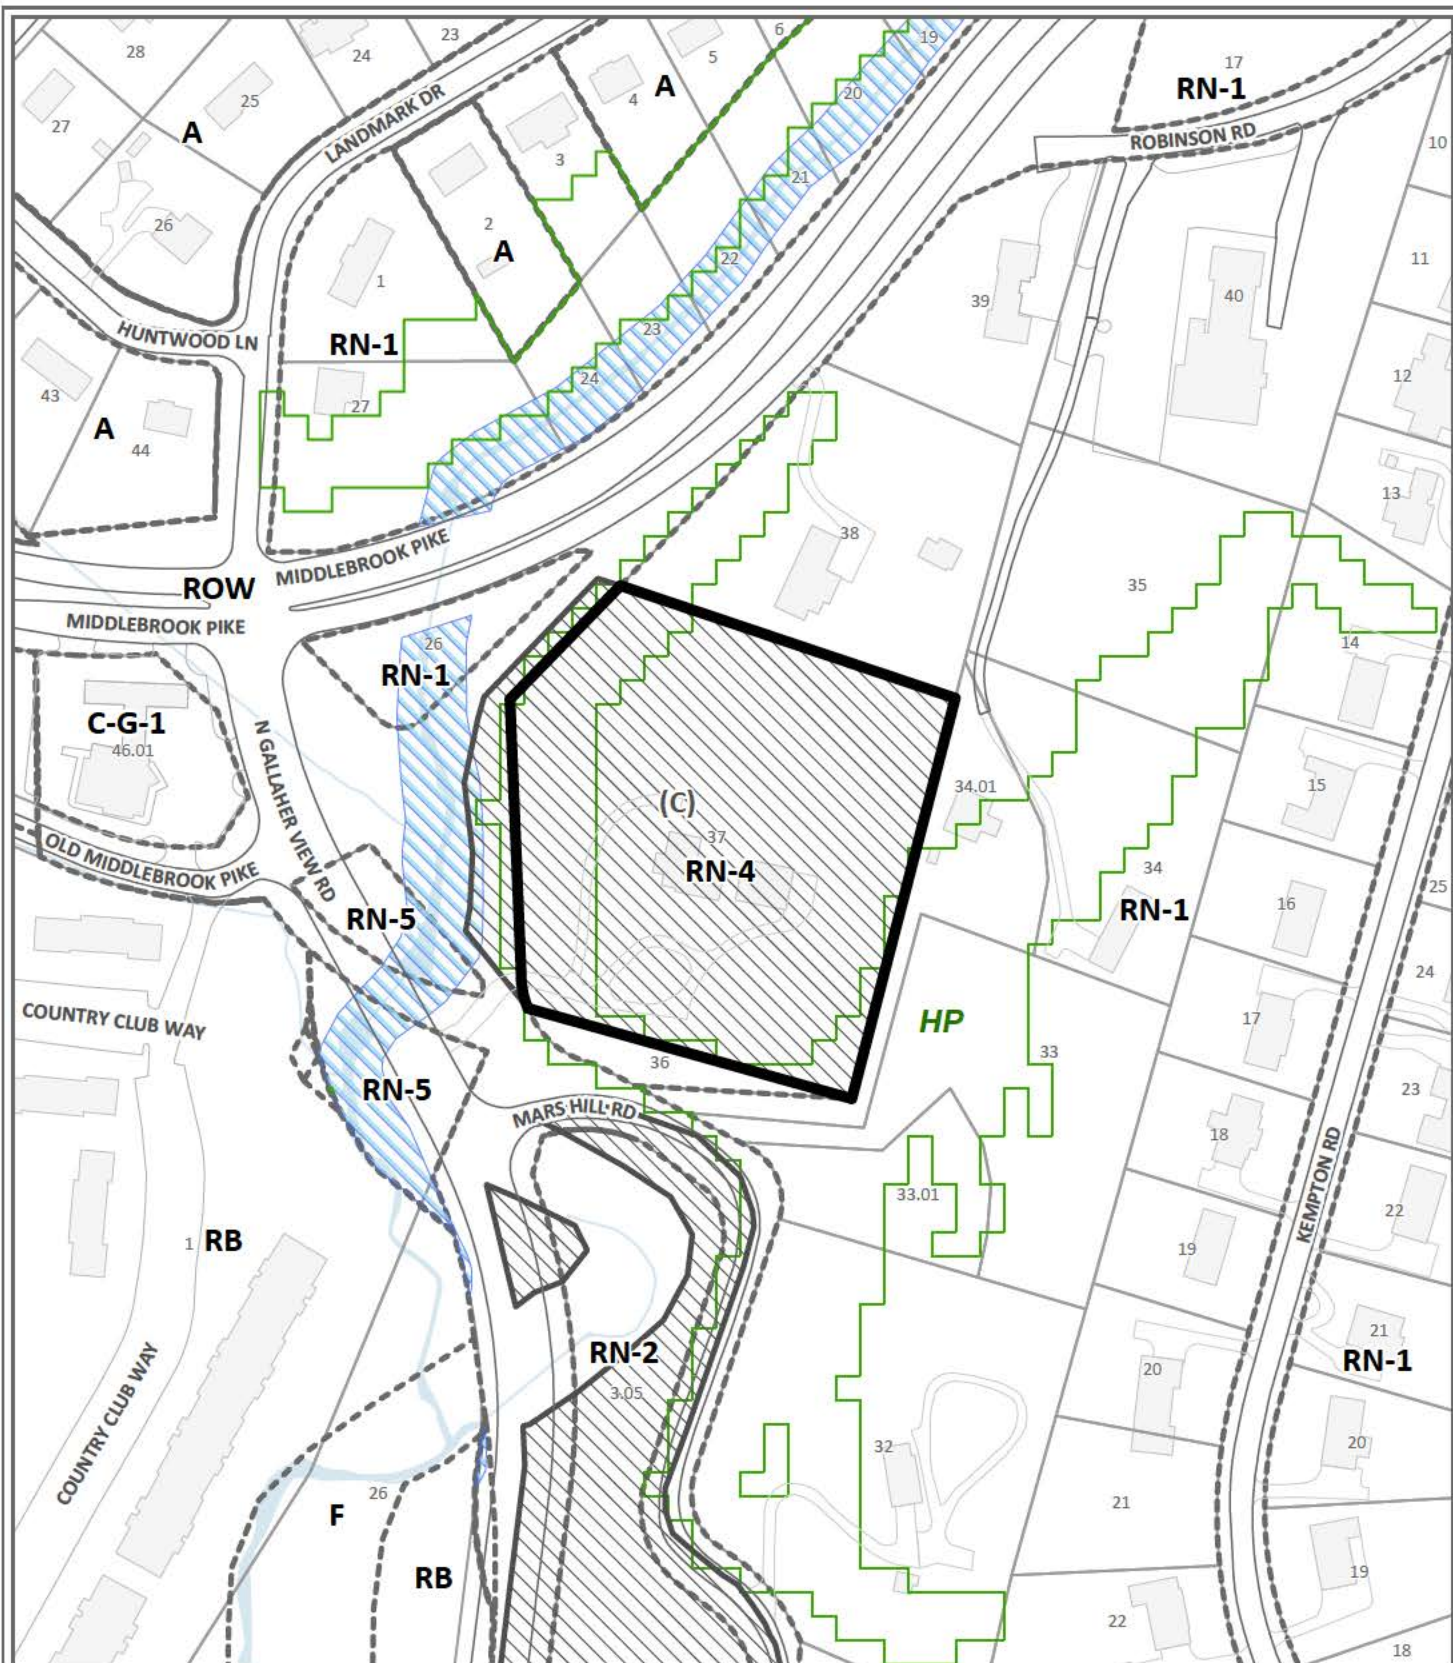 28
24
23
6
5
19
17
RN-1
27
25
A
LANDMARK DR
4
A
20
ROBINSON RD
10
3
21
26
2
A
22
11
1
39
40
HUNTWOOD LN
RN-1
23
24
12
43
27
A
44
13
38
MIDDLEBROOK PIKE
ROW
35
MIDDLEBROOK PIKE
26
RN-1
14
C-G-1
46.01
N GALLAHER VIEW RD
(C)
34.01
15
37
RN-4
OLD MIDDLEBROOK PIKE
34
RN-1
25
16
RN-5
24
COUNTRY CLUB WAY
HP
17
36
33
RN-5
23
MARS HILL RD
18
33.01
KEMPTON RD
22
1
RB
19
21
RN-1
RN-2
3.05
20
COUNTRY CLUB WAY
32
20
26
F
21
RB
19
22
18